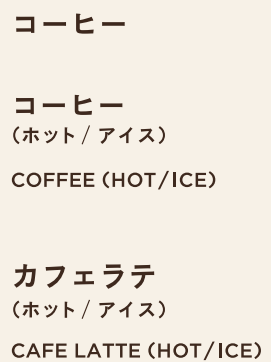 コーヒー
コーヒー
（ホット / アイス）
COFFEE (HOT/ICE)
カフェラテ
（ホット / アイス）
CAFE LATTE (HOT/ICE)